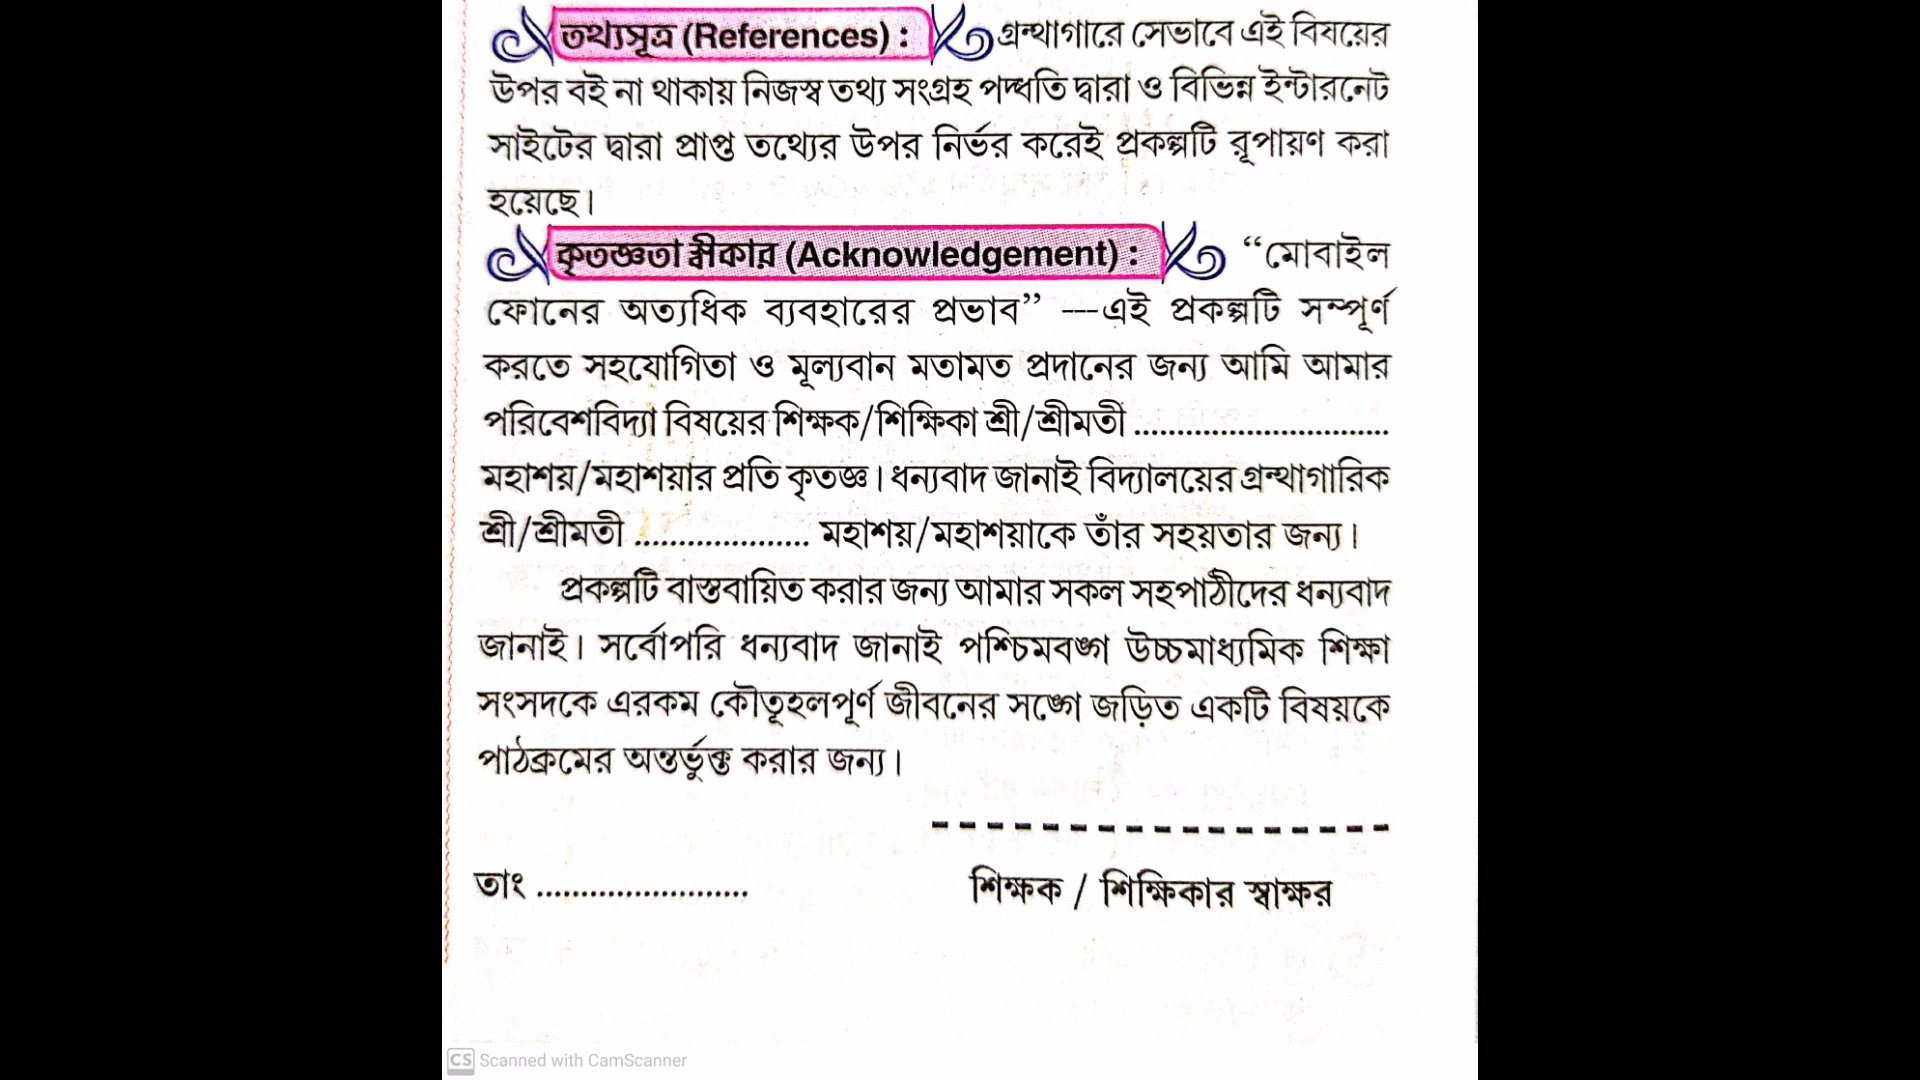 তথ্যসূত্র (References) : গ্রন্থাগারে সেভাবে এই বিষয়ের
উপর বই না থাকায় নিজস্ব তথ্য সংগ্রহ পদ্ধতি দ্বারা ও বিভিন্ন ইন্টারনেট
সাইটের দ্বারা প্রাপ্ত তথ্যের উপর নির্ভর করেই প্রকল্পটি রূপায়ণ করা
হয়েছে।
কৃতজ্ঞতা স্বীকার (Acknowledgement) : “মোবাইল
ফোনের অত্যধিক ব্যবহারের প্রভাব” ---এই প্রকল্পটি সম্পূর্ণ
করতে সহযোগিতা ও মূল্যবান মতামত প্রদানের জন্য আমি আমার
পরিবেশবিদ্যা বিষয়ের শিক্ষক/শিক্ষিকা শ্রী/শ্রীমতী .............................
মহাশয়/মহাশয়ার প্রতি কৃতজ্ঞ। ধন্যবাদ জানাই বিদ্যালয়ের গ্রন্থাগারিক
শ্রী/শ্রীমতী .................... মহাশয়/মহাশয়াকে তাঁর সহয়তার জন্য।
প্রকল্পটি বাস্তবায়িত করার জন্য আমার সকল সহপাঠীদের ধন্যবাদ
জানাই। সর্বোপরি ধন্যবাদ জানাই পশ্চিমবঙ্গ উচ্চমাধ্যমিক শিক্ষা
সংসদকে এরকম কৌতূহলপূর্ণ জীবনের সঙ্গে জড়িত একটি বিষয়কে
পাঠক্রমের অন্তর্ভুক্ত করার জন্য।
- - - - - - - - - - - - - - - - -
তাং ........................ শিক্ষক / শিক্ষিকার স্বাক্ষর
CS Scanned with CamScanner